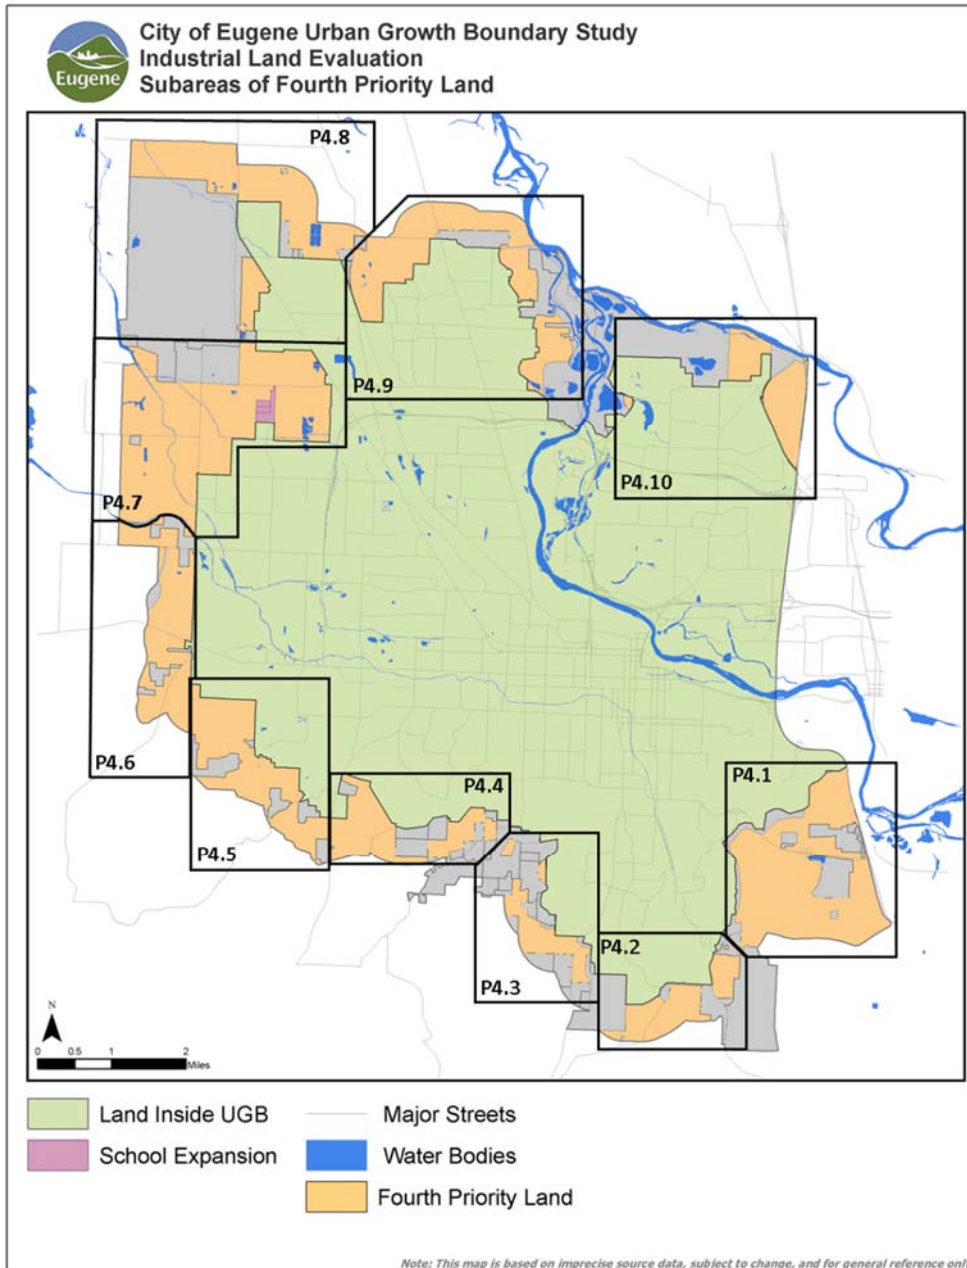 City of Eugene Urban Growth Boundary Study
Industrial Land Evaluation
Subareas of Fourth Priority Land
Eugene
P4.8
P4.9
P4.10
P4.7
P4.6
P4.5
P4.4
P4.1
P4.3
P4.2
N
0 0.5 1 2
Miles
Land Inside UGB
Major Streets
School Expansion
Water Bodies
Fourth Priority Land
Note: This map is based on imprecise source data, subject to change, and for general reference onl